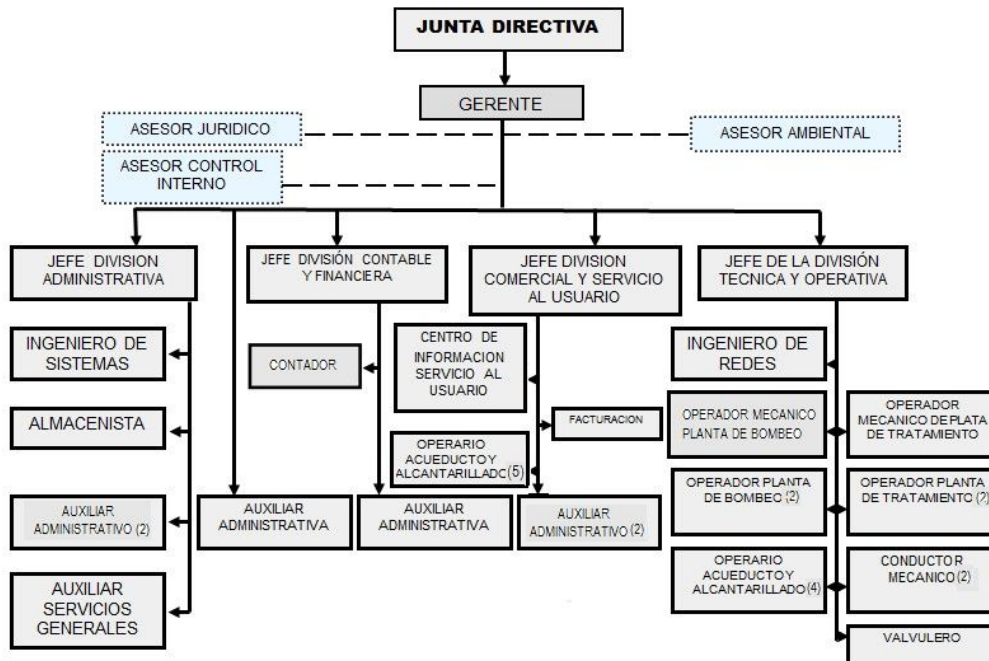 JUNTA DIRECTIVA
GERENTE
ASESOR JURIDICO
ASESOR AMBIENTAL
ASESOR CONTROL
INTERNO
JEFE DIVISION
ADMINISTRATIVA
JEFE DIVISIÓN CONTABLE
Y FINANCIERA
JEFE DIVISION
COMERCIAL Y SERVICIO
AL USUARIO
JEFE DE LA DIVISIÓN
TECNICA Y OPERATIVA
INGENIERO DE
SISTEMAS
CONTADOR
CENTRO DE
INFORMACION
SERVICIO AL
USUARIO
INGENIERO DE
REDES
ALMACENISTA
FACTURACION
OPERADOR MECANICO
PLANTA DE BOMBEO
OPERADOR
MECANICO DE PLATA
DE TRATAMIENTO
OPERARIO
ACUEDUCTO Y
ALCANTARILLADO (5)
AUXILIAR
ADMINISTRATIVO (2)
AUXILIAR
ADMINISTRATIVA
AUXILIAR
ADMINISTRATIVA
AUXILIAR
ADMINISTRATIVO (2)
OPERADOR PLANTA
DE BOMBEO (2)
OPERADOR PLANTA
DE TRATAMIENTO (2)
AUXILIAR
SERVICIOS
GENERALES
OPERARIO
ACUEDUCTO Y
ALCANTARILLADO (4)
CONDUCTOR
MECANICO (2)
VALVULERO